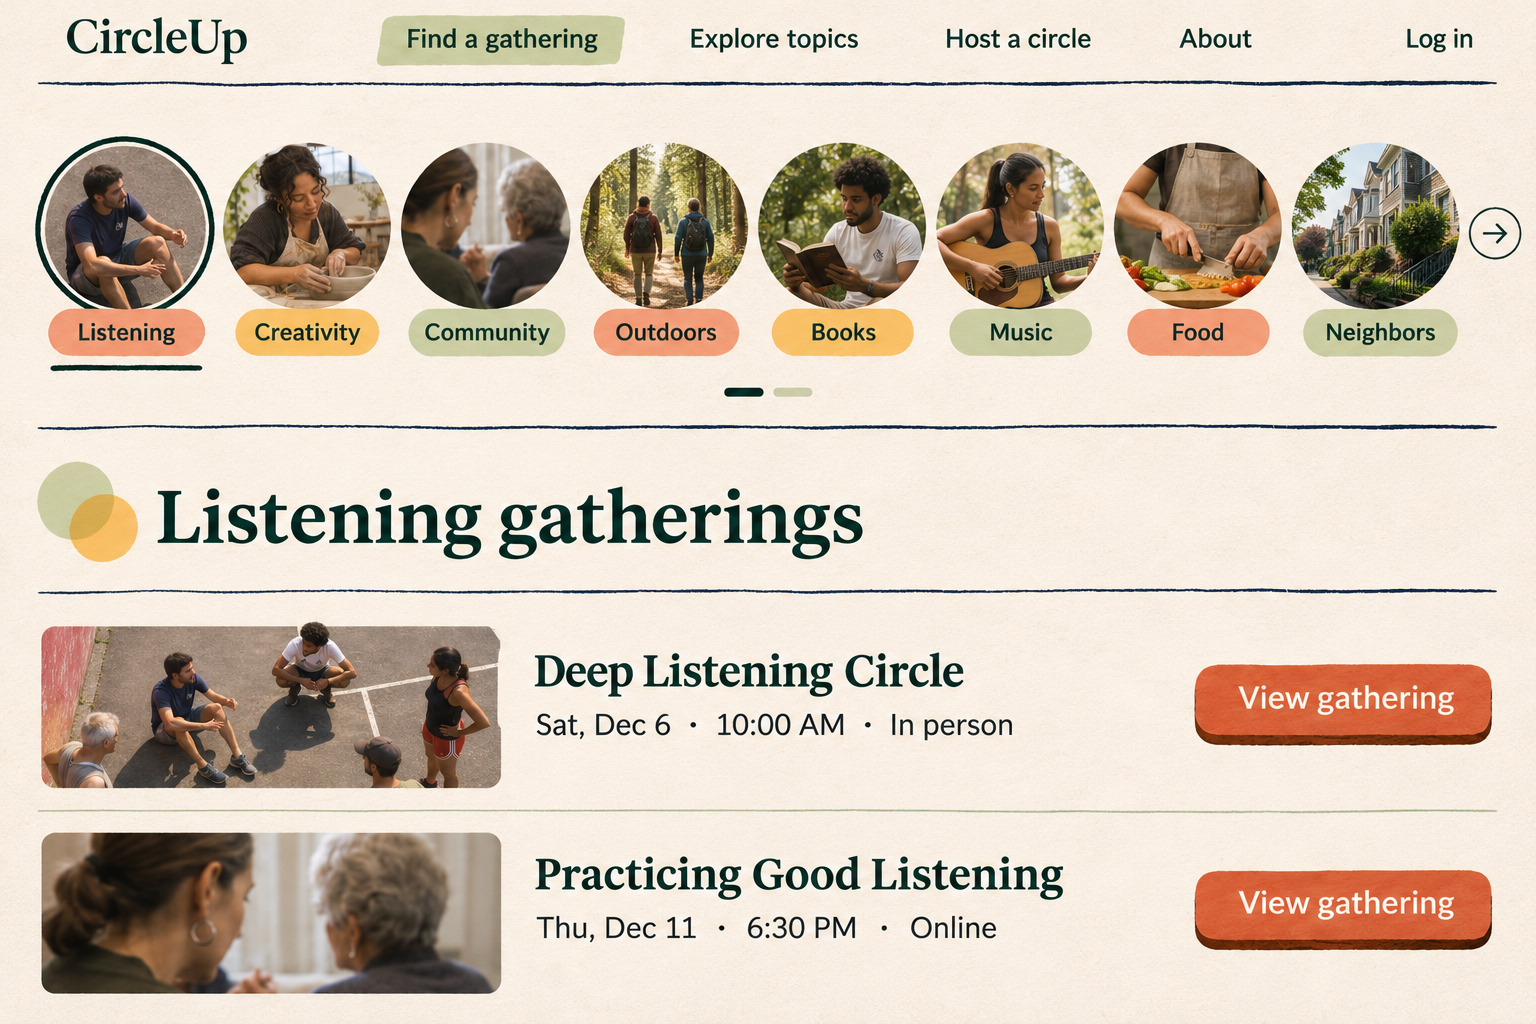 CircleUp
Find a gathering
Explore topics
Host a circle
About
Log in
Listening
Creativity
Community
Outdoors
Books
Music
Food
Neighbors
Listening gatherings
Deep Listening Circle
Sat, Dec 6 • 10:00 AM • In person
View gathering
Practicing Good Listening
Thu, Dec 11 • 6:30 PM • Online
View gathering